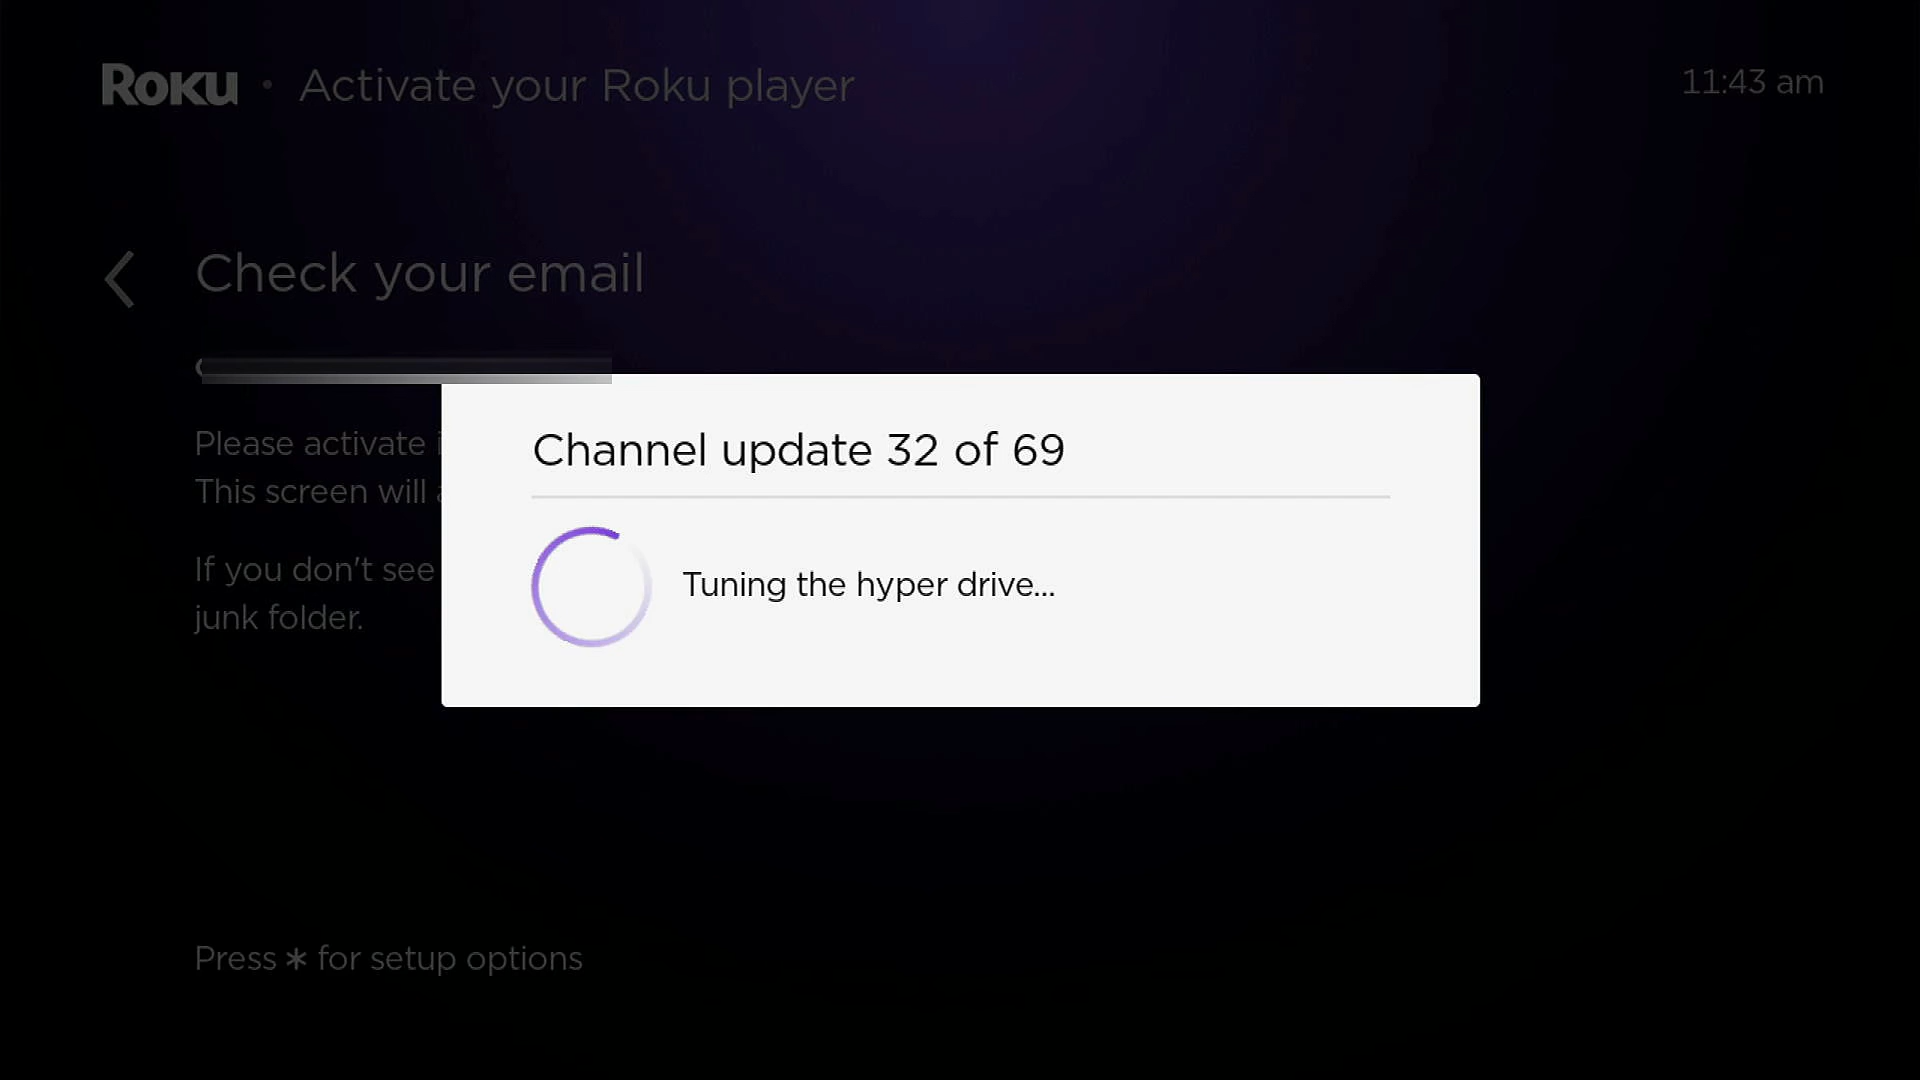 Roku • Activate your Roku player
11:43 am
Check your email
Please activate
This screen will
If you don't see
junk folder.
Channel update 32 of 69
Tuning the hyper drive...
Press * for setup options